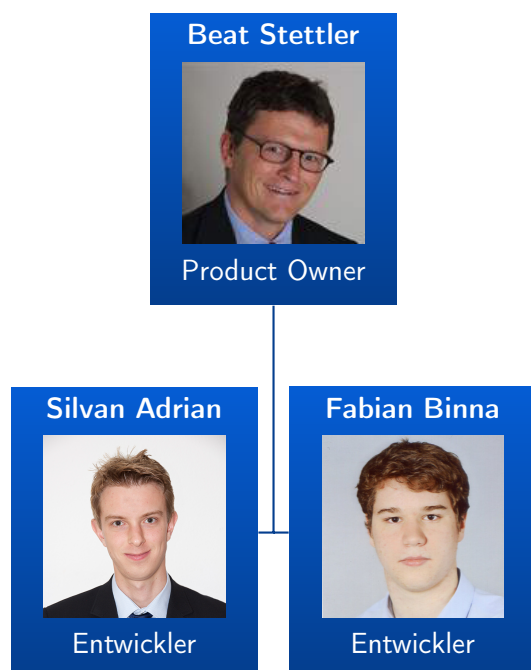 Beat Stettler
Product Owner
Silvan Adrian
Entwickler
Fabian Binna
Entwickler